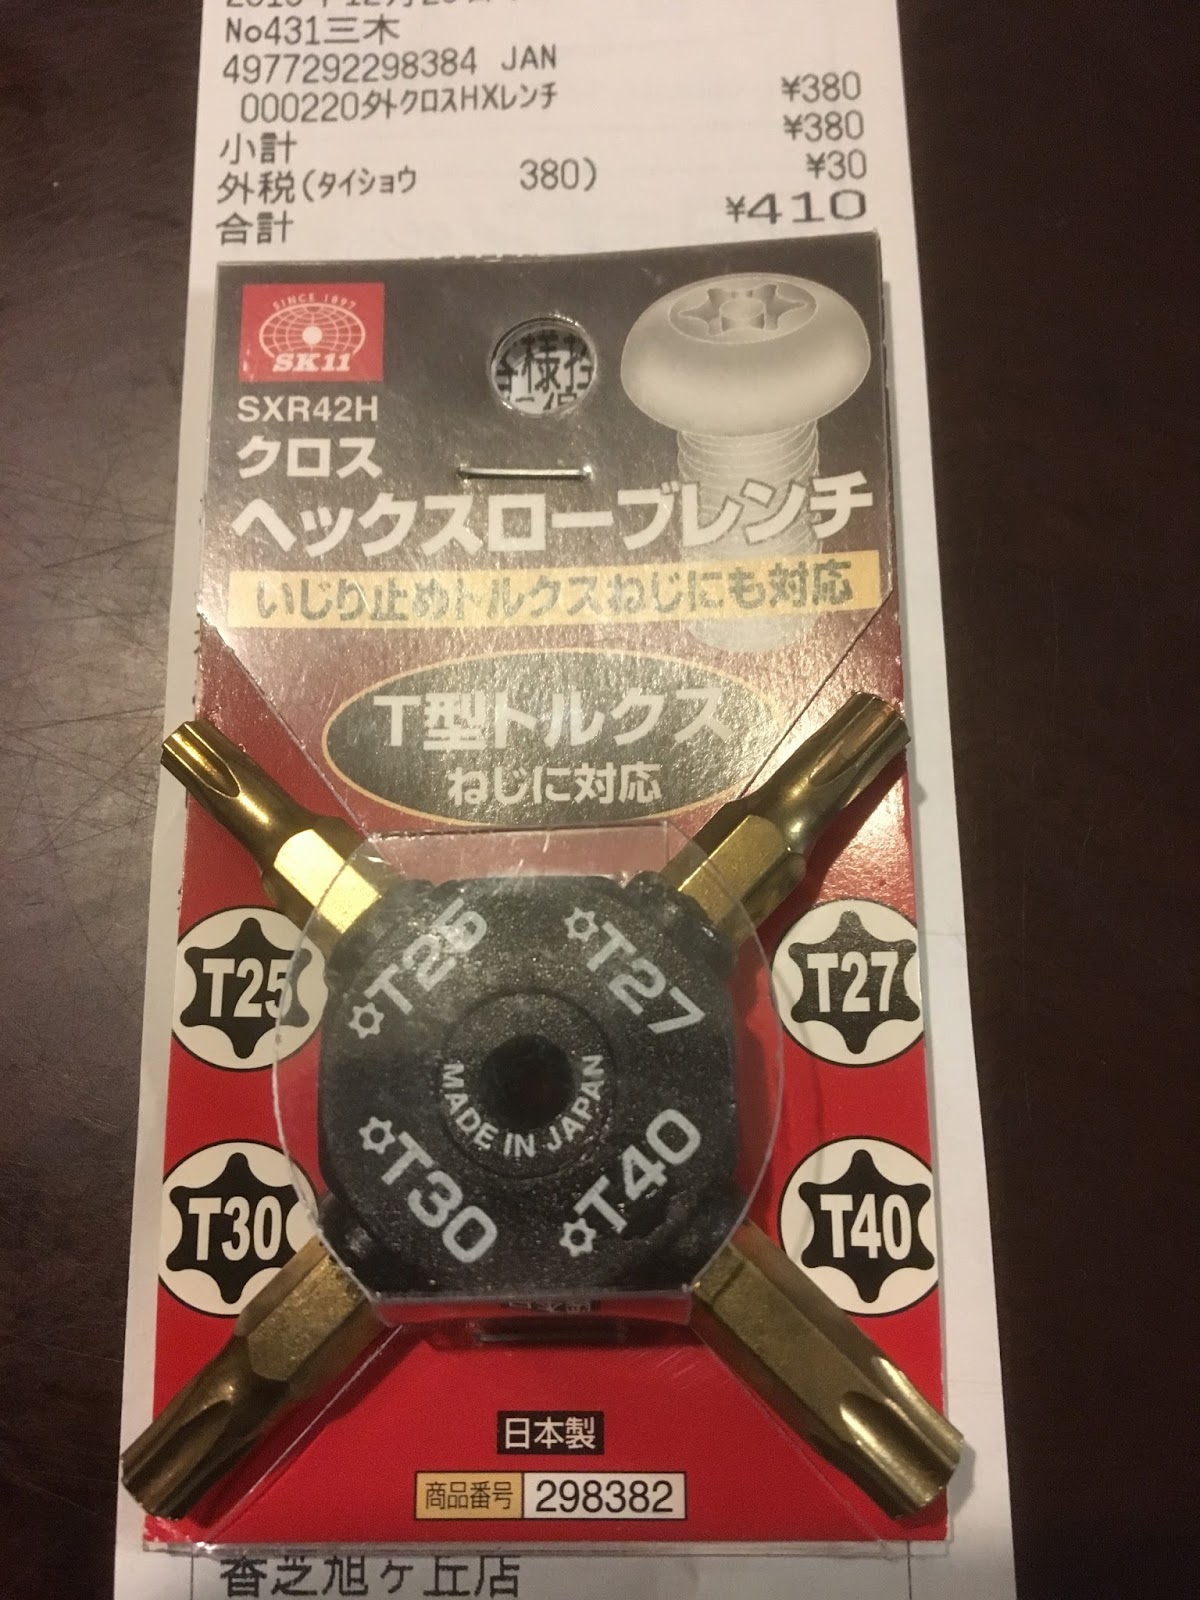 No431三木
4977292298384 JAN
000220外クロスHXレンチ ¥380
小計 ¥380
外税(タイショウ 380) ¥30
合計 ¥410
SINCE 1897
SK11
SXR42H
クロス
ヘックスローブレンチ
いじり止めトルクスねじにも対応
T型トルクス
ねじに対応
T25 T27
T25 T27
MADE IN JAPAN
T30 T40
T30 T40
日本製
商品番号 298382
香芝旭ヶ丘店